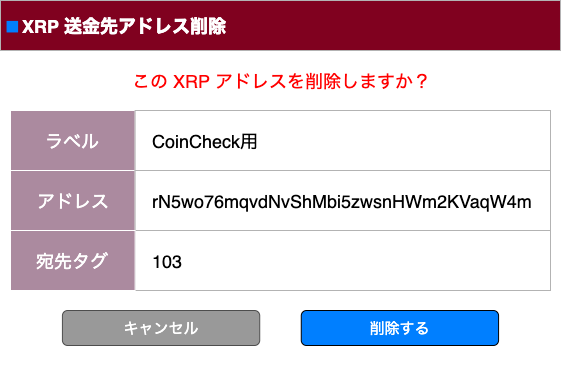 XRP 送金先アドレス削除
この XRP アドレスを削除しますか？
ラベル CoinCheck用
アドレス rN5wo76mqvdNvShMbi5zwsnHWm2KVaqW4m
宛先タグ 103
キャンセル 削除する